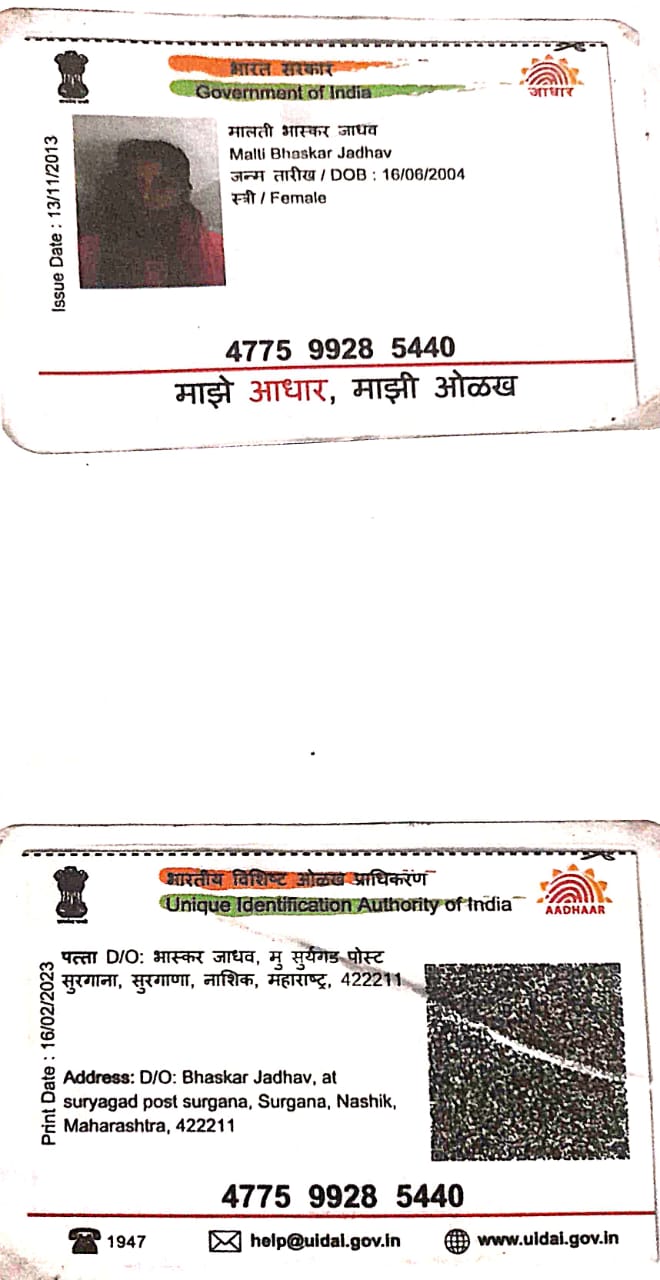 भारत सरकार
Government of India
आधार
Issue Date : 13/11/2013
मालती भास्कर जाधव
Malti Bhaskar Jadhav
जन्म तारीख / DOB : 16/06/2004
स्त्री / Female
4775 9928 5440
माझे आधार, माझी ओळख
भारतीय विशिष्ट ओळख प्राधिकरण
Unique Identification Authority of India
AADHAAR
Print Date : 16/02/2023
पत्ता D/O: भास्कर जाधव, मु सुर्यगड पोस्ट
सुरगाना, सुरगाणा, नाशिक, महाराष्ट्र, 422211
Address: D/O: Bhaskar Jadhav, at
suryagad post surgana, Surgana, Nashik,
Maharashtra, 422211
4775 9928 5440
1947
help@uidai.gov.in
www.uidai.gov.in